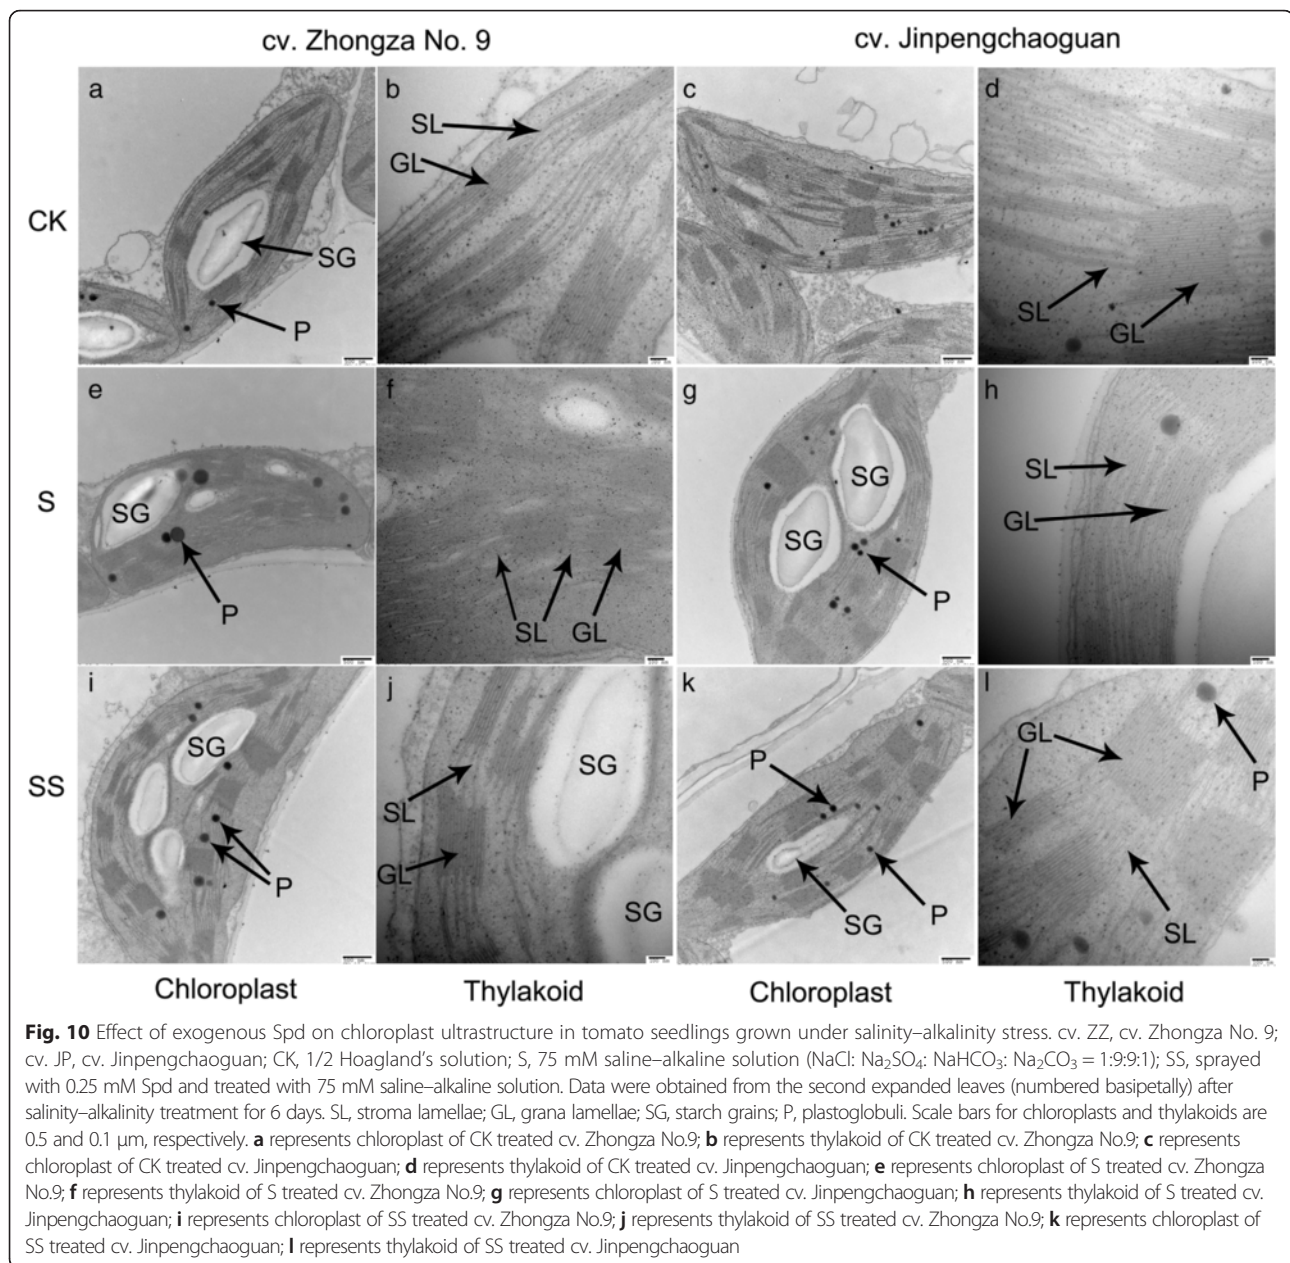 cv. Zhongza No. 9
cv. Jinpengchaoguan
a
b
c
d
SL
GL
CK
SG
P
SL
GL
e
f
g
h
SL
SG
S
SG
SG
GL
P
P
SL
GL
i
j
k
l
SG
SG
P
GL
P
SS
SL
GL
P
SG
SG
P
SL
Chloroplast
Thylakoid
Chloroplast
Thylakoid
Fig. 10 Effect of exogenous Spd on chloroplast ultrastructure in tomato seedlings grown under salinity–alkalinity stress. cv. ZZ, cv. Zhongza No. 9;
cv. JP, cv. Jinpengchaoguan; CK, 1/2 Hoagland's solution; S, 75 mM saline–alkaline solution (NaCl: Na₂SO₄: NaHCO₃: Na₂CO₃ = 1:9:9:1); SS, sprayed
with 0.25 mM Spd and treated with 75 mM saline–alkaline solution. Data were obtained from the second expanded leaves (numbered basipetally) after
salinity–alkalinity treatment for 6 days. SL, stroma lamellae; GL, grana lamellae; SG, starch grains; P, plastoglobuli. Scale bars for chloroplasts and thylakoids are
0.5 and 0.1 μm, respectively. a represents chloroplast of CK treated cv. Zhongza No.9; b represents thylakoid of CK treated cv. Zhongza No.9; c represents
chloroplast of CK treated cv. Jinpengchaoguan; d represents thylakoid of CK treated cv. Jinpengchaoguan; e represents chloroplast of S treated cv. Zhongza
No.9; f represents thylakoid of S treated cv. Zhongza No.9; g represents chloroplast of S treated cv. Jinpengchaoguan; h represents thylakoid of S treated cv.
Jinpengchaoguan; i represents chloroplast of SS treated cv. Zhongza No.9; j represents thylakoid of SS treated cv. Zhongza No.9; k represents chloroplast of
SS treated cv. Jinpengchaoguan; l represents thylakoid of SS treated cv. Jinpengchaoguan